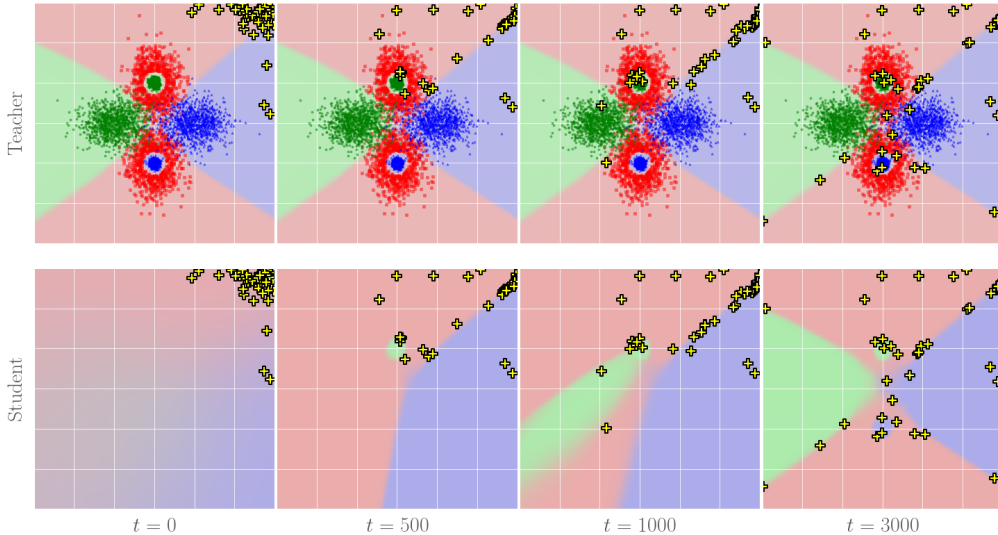 Teacher
Student
t = 0
t = 500
t = 1000
t = 3000